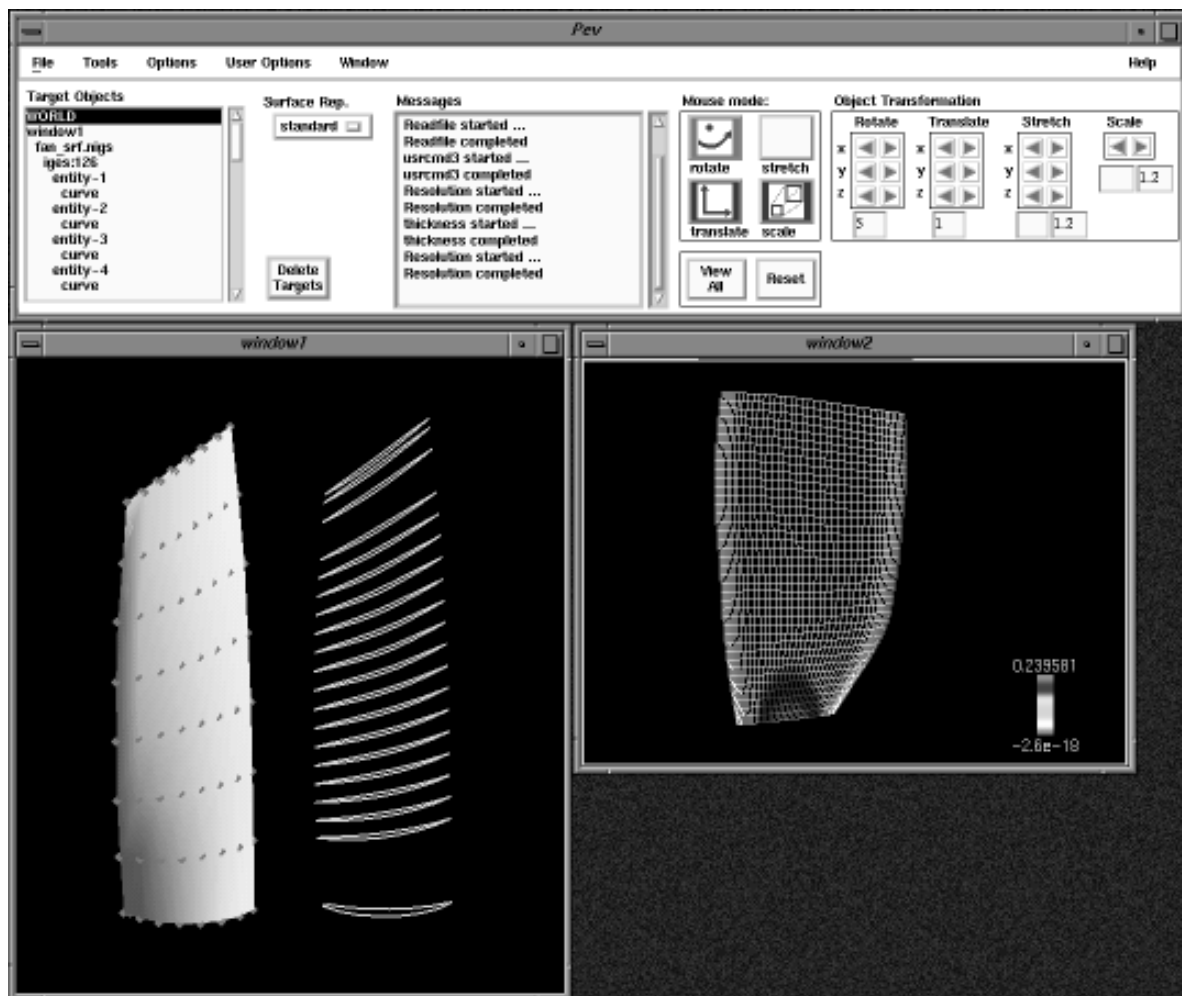 Pev
File Tools Options User Options Window Help
Target Objects
WORLD
window1
fan_srf.nigs
iges:126
entity-1
curve
entity-2
curve
entity-3
curve
entity-4
curve
Surface Rep.
standard
Delete
Targets
Messages
Readfile started ...
Readfile completed
usrcmd3 started ...
usrcmd3 completed
Resolution started ...
Resolution completed
thickness started ...
thickness completed
Resolution started ...
Resolution completed
Mouse mode:
rotate stretch
translate scale
View
All
Reset
Object Transformation
Rotate Translate Stretch Scale
x x x
y y y
z z z
5 1 1.2 1.2
window1
window2
0.239581
-2.6e-18